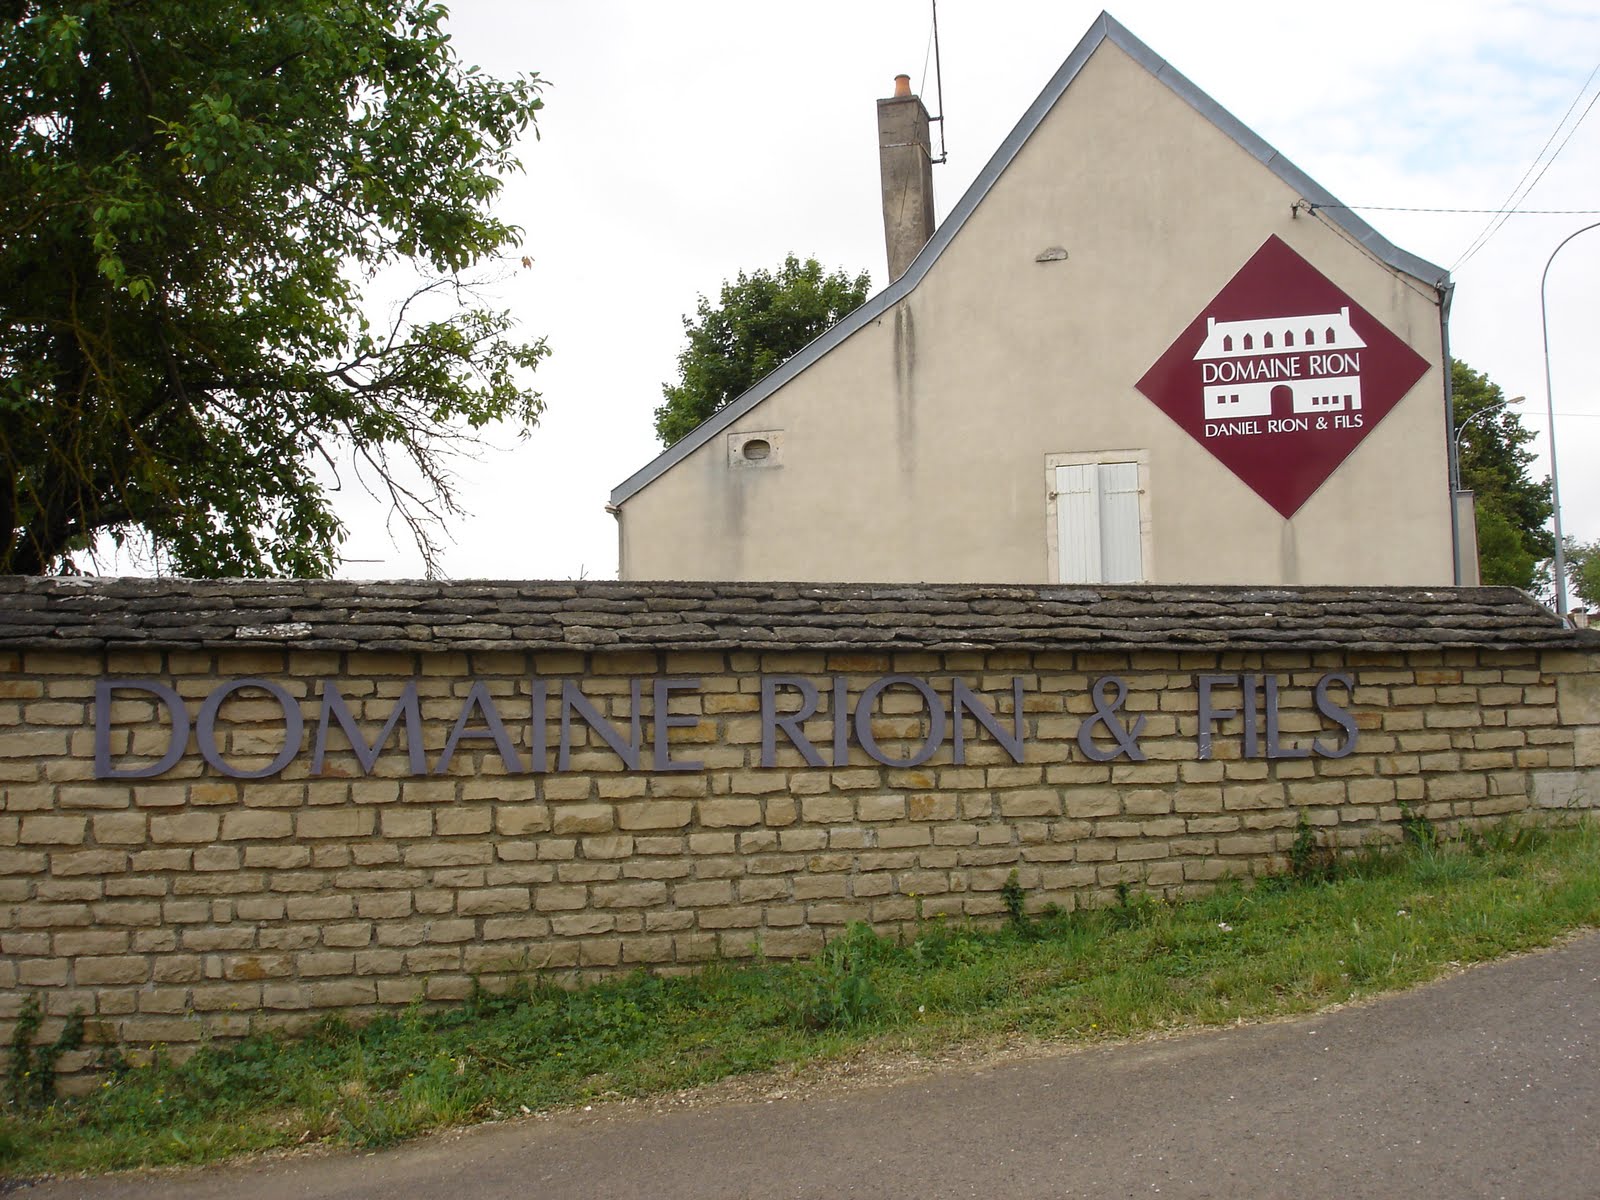 DOMAINE RION
DANIEL RION & FILS
DOMAINE RION & FILS